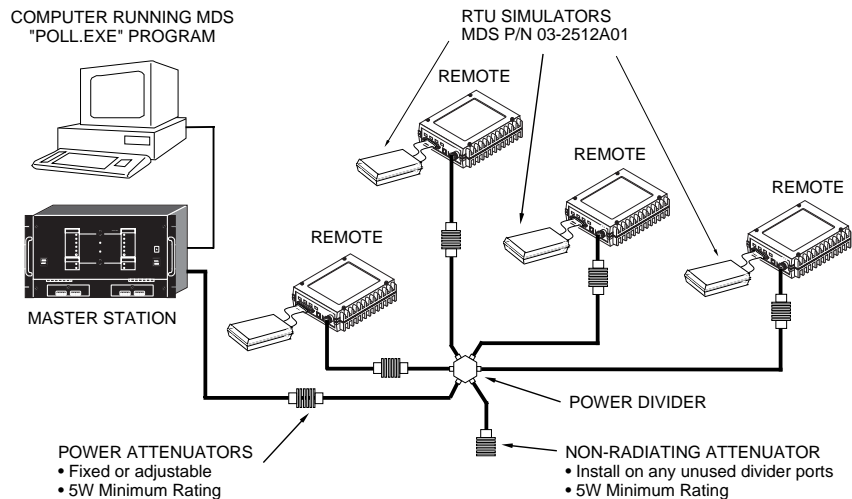 COMPUTER RUNNING MDS
"POLL.EXE" PROGRAM
RTU SIMULATORS
MDS P/N 03-2512A01
REMOTE
REMOTE
REMOTE
REMOTE
MASTER STATION
POWER DIVIDER
POWER ATTENUATORS
• Fixed or adjustable
• 5W Minimum Rating
NON-RADIATING ATTENUATOR
• Install on any unused divider ports
• 5W Minimum Rating